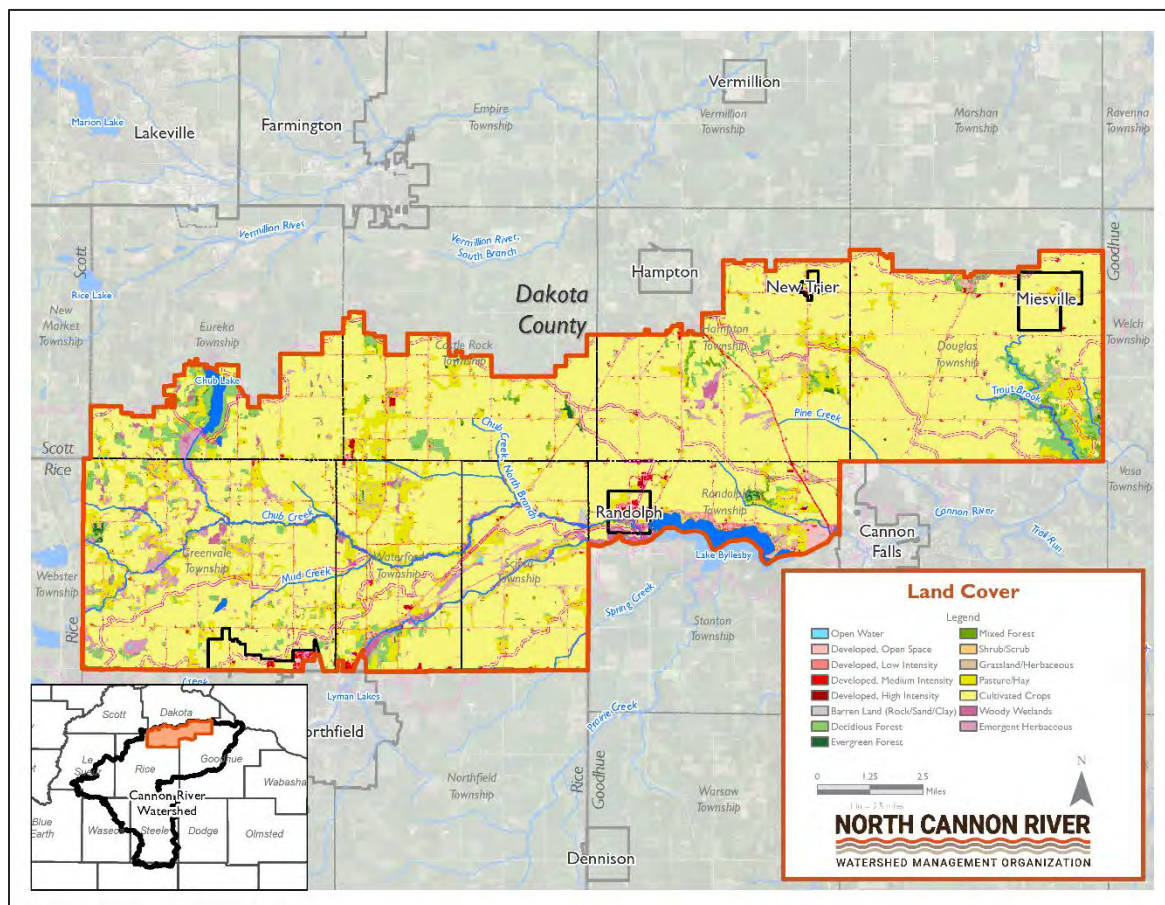 Vermillion
Marion Lake
Lakeville
Farmington
Empire
Township
Vermillion
Township
Marshan
Township
Ravenna
Township
Scott
Vermillion River
Vermillion River,
South Branch
Hampton
Goodhue
Rice Lake
New
Market
Township
Eureka
Township
Dakota
County
New Trier
Miesville
Castle Rock
Township
Hampton
Township
Douglas
Township
Welch
Township
Chub Lake
Trout Brook
Pine Creek
Chub Creek,
North Branch
Scott
Rice
Vasa
Township
Randolph
Township
Randolph
Chub Creek
Cannon River
Cannon
Falls
Trail Run
Greenvale
Township
Waterford
Township
Sciota
Township
Lake Byllesby
Webster
Township
Mud Creek
Rice
Spring Creek
Stanton
Township
Creek
Lyman Lakes
Prairie Creek
orthfield
Northfield
Township
Rice
Goodhue
Warsaw
Township
Dennison
Land Cover
Legend
Open Water
Developed, Open Space
Developed, Low Intensity
Developed, Medium Intensity
Developed, High Intensity
Barren Land (Rock/Sand/Clay)
Decidious Forest
Evergreen Forest
Mixed Forest
Shrub/Scrub
Grassland/Herbaceous
Pasture/Hay
Cultivated Crops
Woody Wetlands
Emergent Herbaceous
N
0 1.25 2.5
Miles
1 in = 2.5 miles
NORTH CANNON RIVER
WATERSHED MANAGEMENT ORGANIZATION
Scott
Dakota
Le
Sueur
Rice
Goodhue
Wabasha
Cannon River
Watershed
Blue
Earth
Waseca
Steele
Dodge
Olmsted